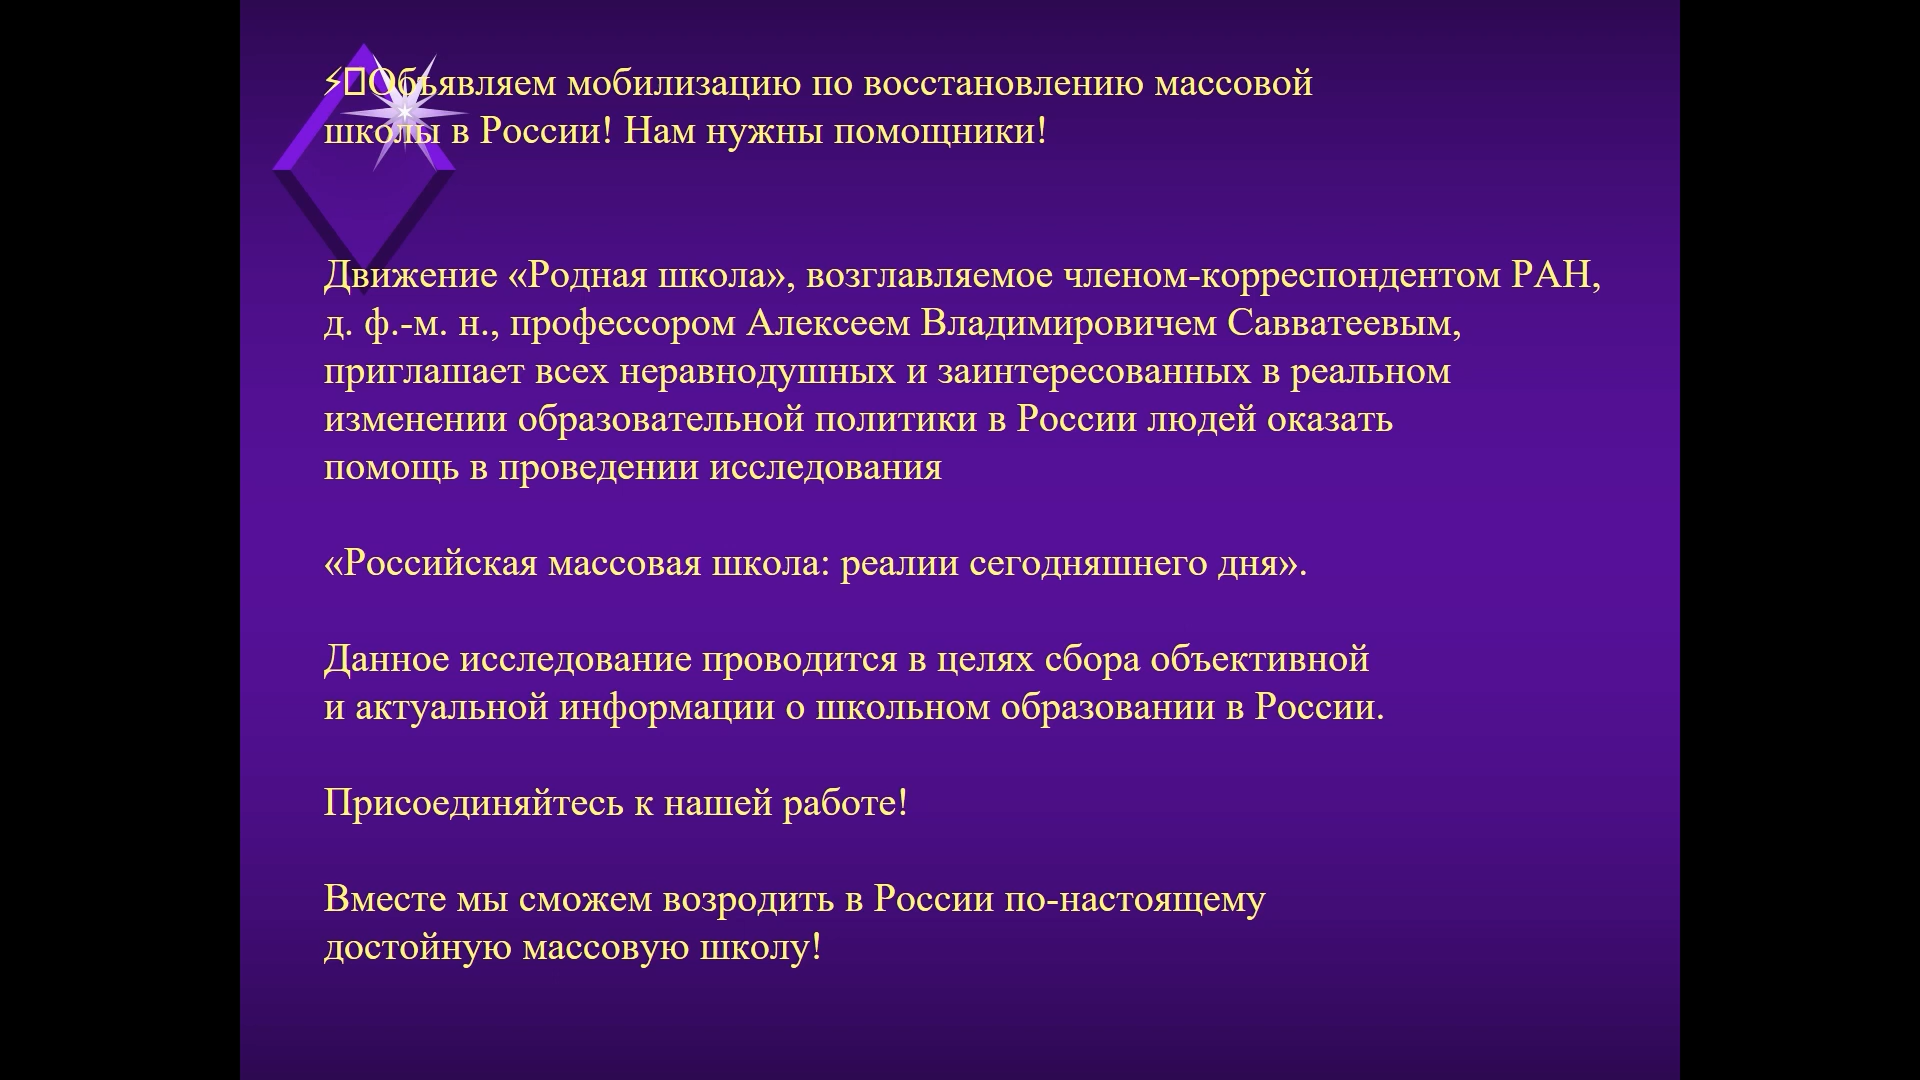 ⚡Объявляем мобилизацию по восстановлению массовой
школы в России! Нам нужны помощники!
Движение «Родная школа», возглавляемое членом-корреспондентом РАН,
д. ф.-м. н., профессором Алексеем Владимировичем Савватеевым,
приглашает всех неравнодушных и заинтересованных в реальном
изменении образовательной политики в России людей оказать
помощь в проведении исследования
«Российская массовая школа: реалии сегодняшнего дня».
Данное исследование проводится в целях сбора объективной
и актуальной информации о школьном образовании в России.
Присоединяйтесь к нашей работе!
Вместе мы сможем возродить в России по-настоящему
достойную массовую школу!